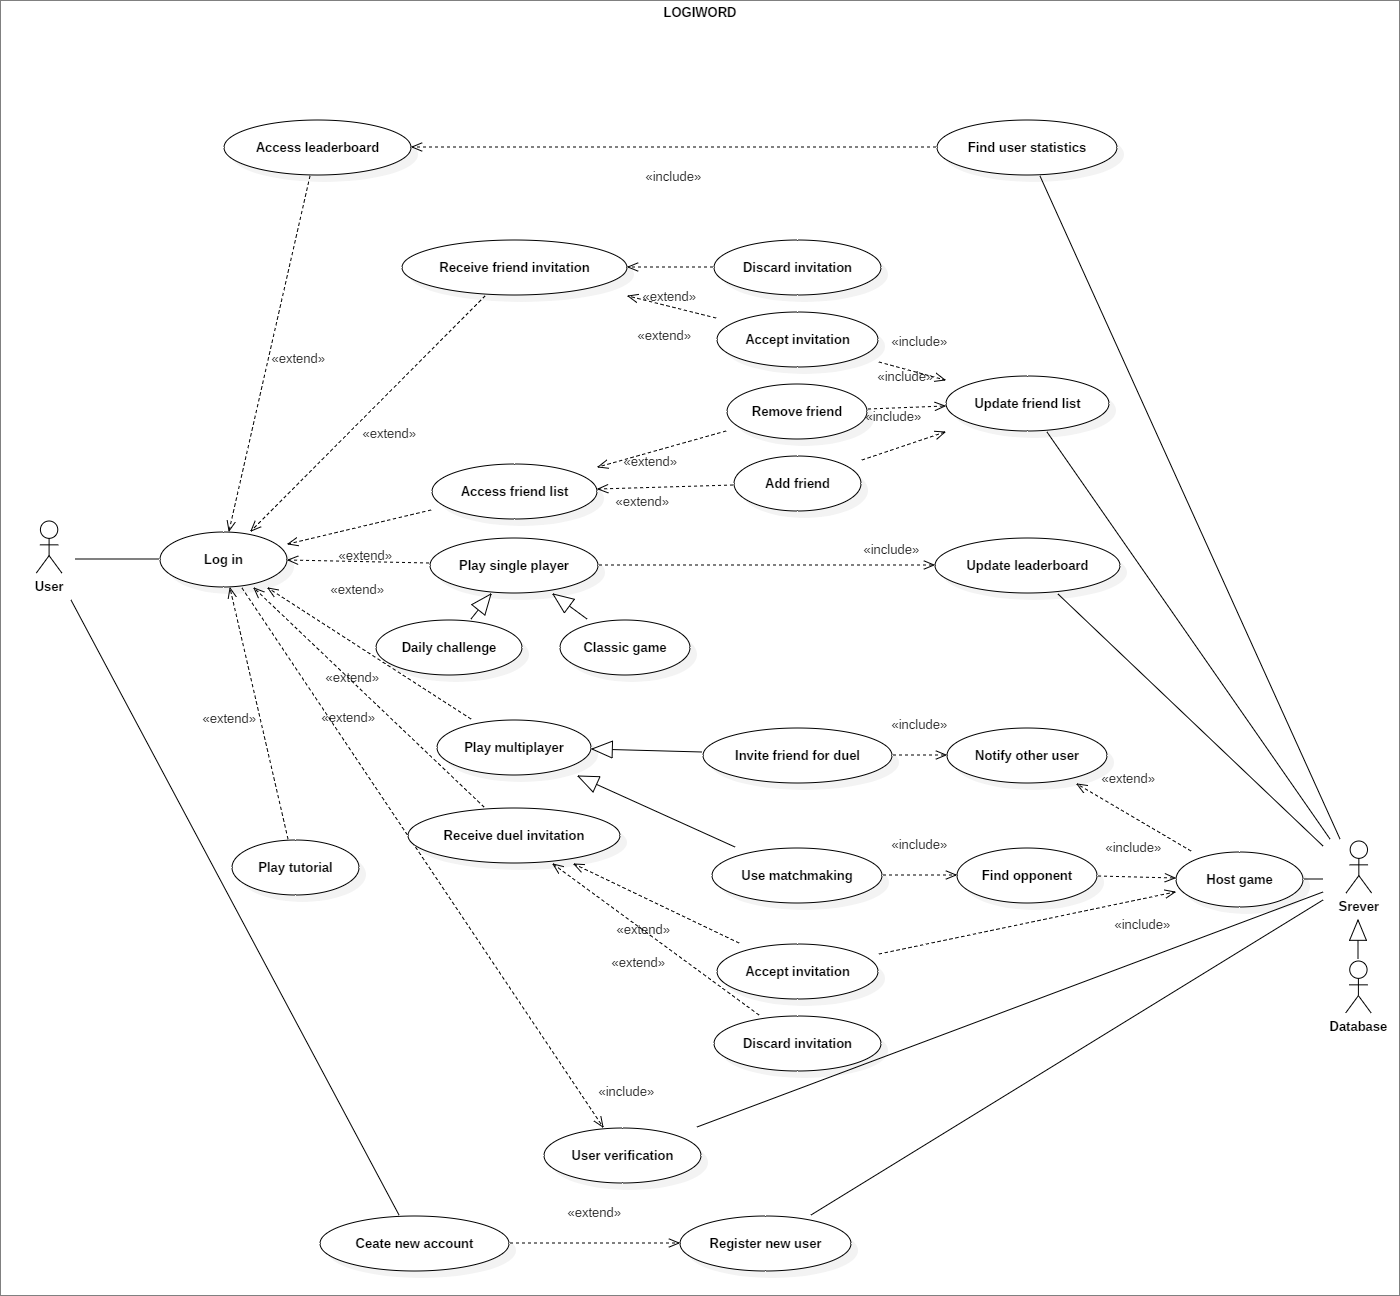 LOGIWORD
Access leaderboard
Find user statistics
«include»
Receive friend invitation
Discard invitation
«extend»
Accept invitation
«extend»
«include»
«extend»
«include»
Remove friend
Update friend list
«include»
«extend»
«extend»
Access friend list
Add friend
«extend»
User
Log in
«extend»
Play single player
«include»
Update leaderboard
«extend»
Daily challenge
Classic game
«extend»
«extend»
«extend»
Play multiplayer
Invite friend for duel
«include»
Notify other user
«extend»
Receive duel invitation
«include»
«include»
Play tutorial
Use matchmaking
Find opponent
Host game
Srever
«extend»
«include»
«extend»
Accept invitation
Database
Discard invitation
«include»
User verification
«extend»
Ceate new account
Register new user